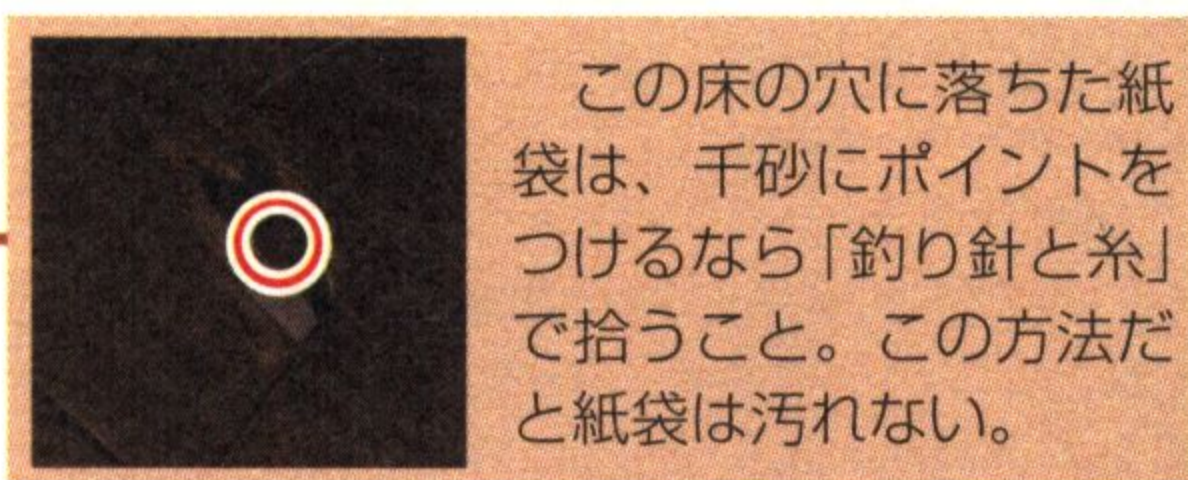 この床の穴に落ちた紙
袋は、千砂にポイントを
つけるなら「釣り針と糸」
で拾うこと。この方法だ
と紙袋は汚れない。